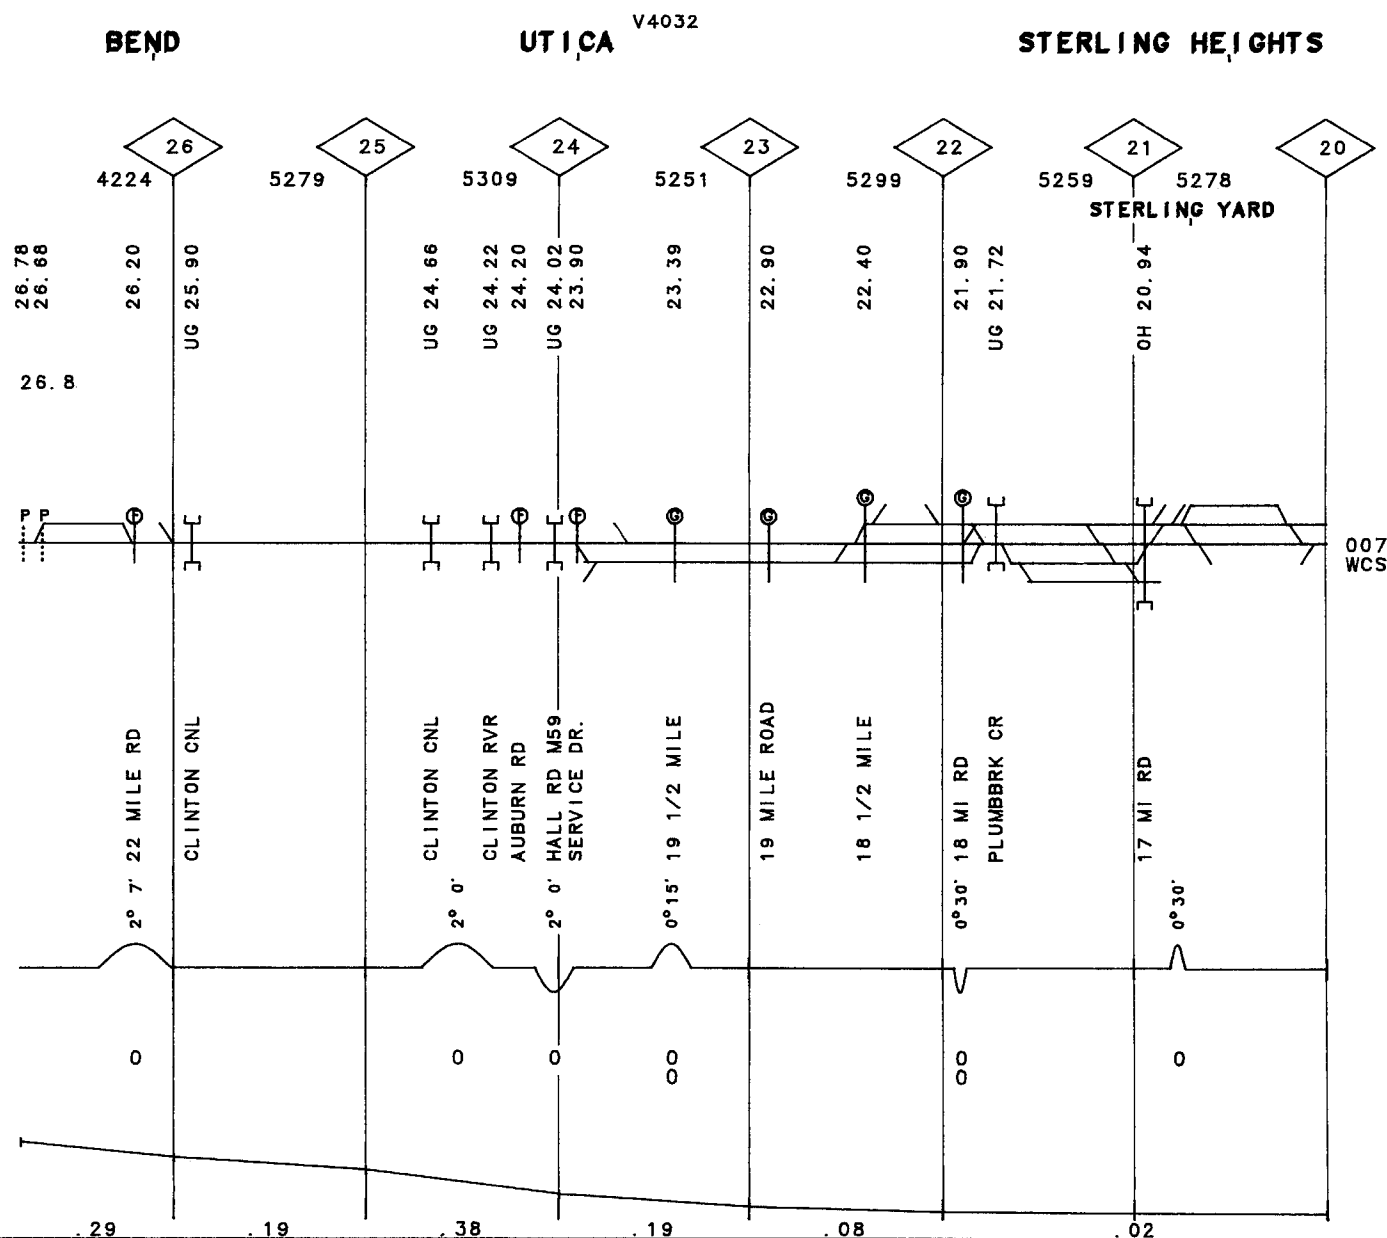 V4032
BEND
UTICA
STERLING HEIGHTS
26
25
24
23
22
21
20
4224
5279
5309
5251
5299
5259
5278
STERLING YARD
26.78
26.68
26.20
UG 25.90
UG 24.66
UG 24.22
24.20
UG 24.02
23.90
23.39
22.90
22.40
21.90
UG 21.72
OH 20.94
26.8
P P
F
F
F
G
G
G
G
007
WCS
2° 7' 22 MILE RD
CLINTON CNL
CLINTON CNL
CLINTON RVR
AUBURN RD
HALL RD M59
SERVICE DR.
19 1/2 MILE
19 MILE ROAD
18 1/2 MILE
18 MI RD
PLUMBBRK CR
17 MI RD
2° 0'
2° 0'
0°15'
0°30'
0°30'
0
0
0
0
0
0
0
0
.29
.19
.38
.19
.08
.02